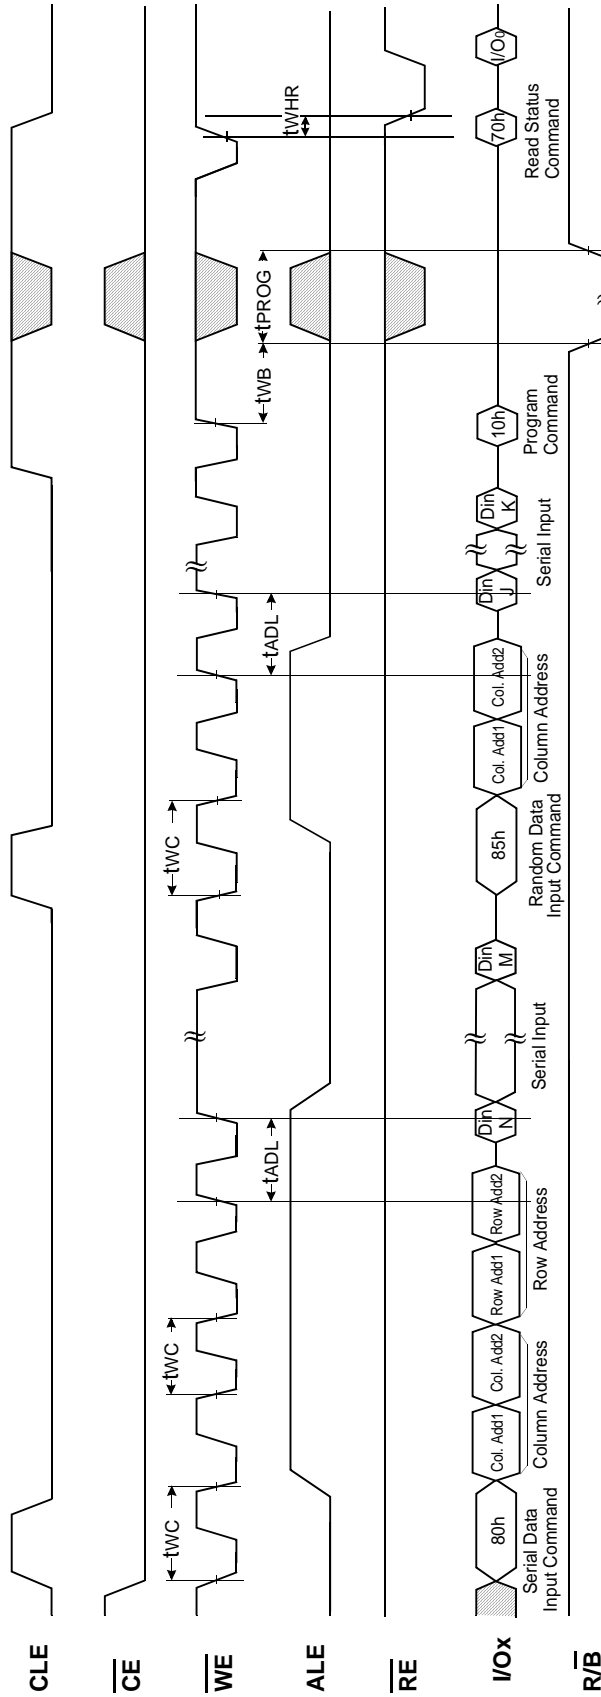 CLE
CE
WE
tWC
tWC
tWC
ALE
tADL
tADL
tWB
tPROG
tWHR
RE
I/Ox
80h
Col. Add1
Col. Add2
Row Add1
Row Add2
Din
N
Din
M
85h
Col. Add1
Col. Add2
Din
J
Din
K
10h
70h
I/O0
Serial Data
Input Command
Column Address
Row Address
Serial Input
Random Data
Input Command
Column Address
Serial Input
Program
Command
Read Status
Command
R/B